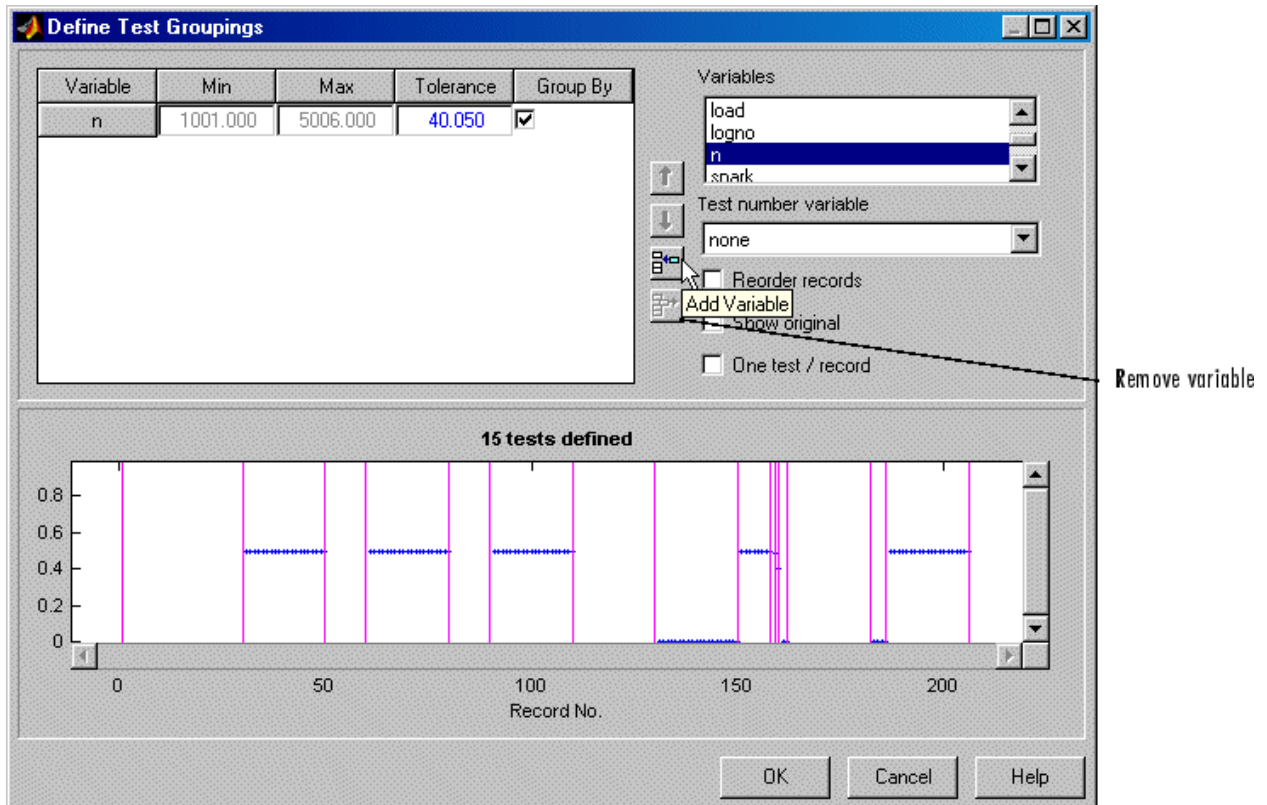 Define Test Groupings
Variable Min Max Tolerance Group By
n 1001.000 5006.000 40.050
Variables
load
logno
n
spark
Test number variable
none
Reorder records
Add Variable
Show original
One test / record
Remove variable
15 tests defined
0.8
0.6
0.4
0.2
0
0 50 100 150 200
Record No.
OK Cancel Help